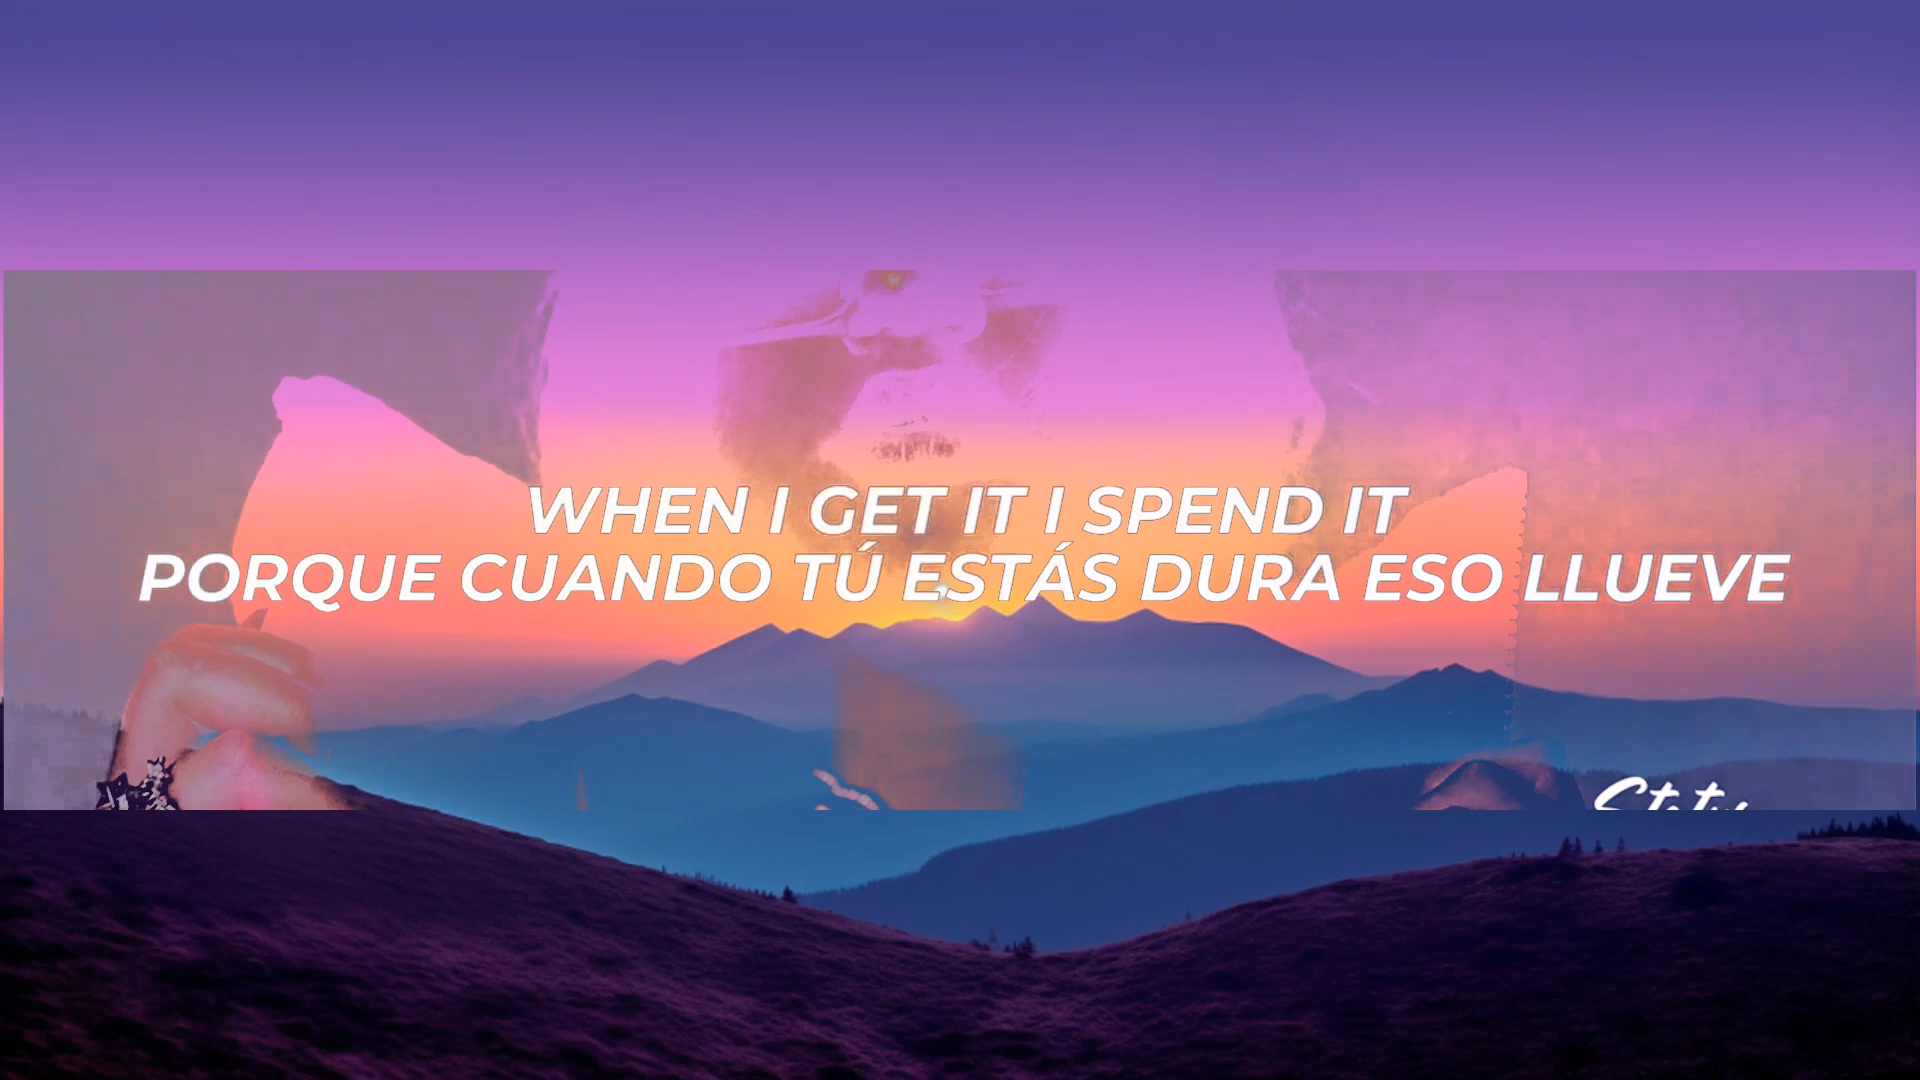 WHEN I GET IT I SPEND IT
PORQUE CUANDO TÚ ESTÁS DURA ESO LLUEVE